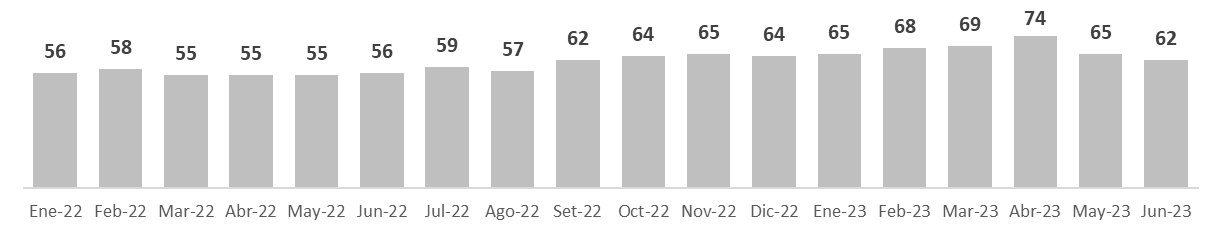 56 58 55 55 55 56 59 57 62 64 65 64 65 68 69 74 65 62
Ene-22 Feb-22 Mar-22 Abr-22 May-22 Jun-22 Jul-22 Ago-22 Set-22 Oct-22 Nov-22 Dic-22 Ene-23 Feb-23 Mar-23 Abr-23 May-23 Jun-23